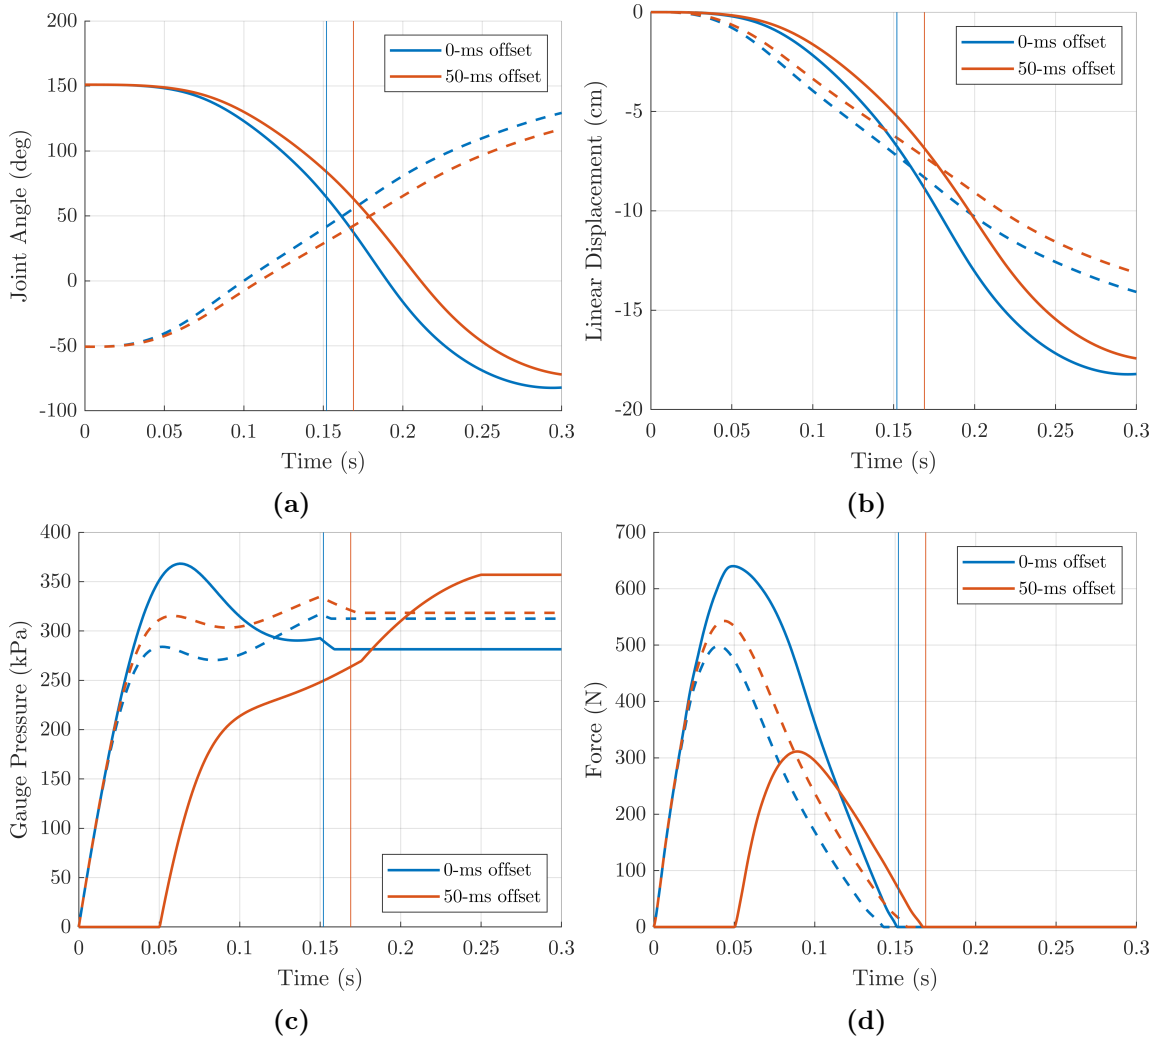 200
150
100
50
0
-50
-100
0 0.05 0.1 0.15 0.2 0.25 0.3
Joint Angle (deg)
Time (s)
0-ms offset
50-ms offset
(a)
0
-5
-10
-15
-20
0 0.05 0.1 0.15 0.2 0.25 0.3
Linear Displacement (cm)
Time (s)
0-ms offset
50-ms offset
(b)
400
350
300
250
200
150
100
50
0
0 0.05 0.1 0.15 0.2 0.25 0.3
Gauge Pressure (kPa)
Time (s)
0-ms offset
50-ms offset
(c)
700
600
500
400
300
200
100
0
0 0.05 0.1 0.15 0.2 0.25 0.3
Force (N)
Time (s)
0-ms offset
50-ms offset
(d)